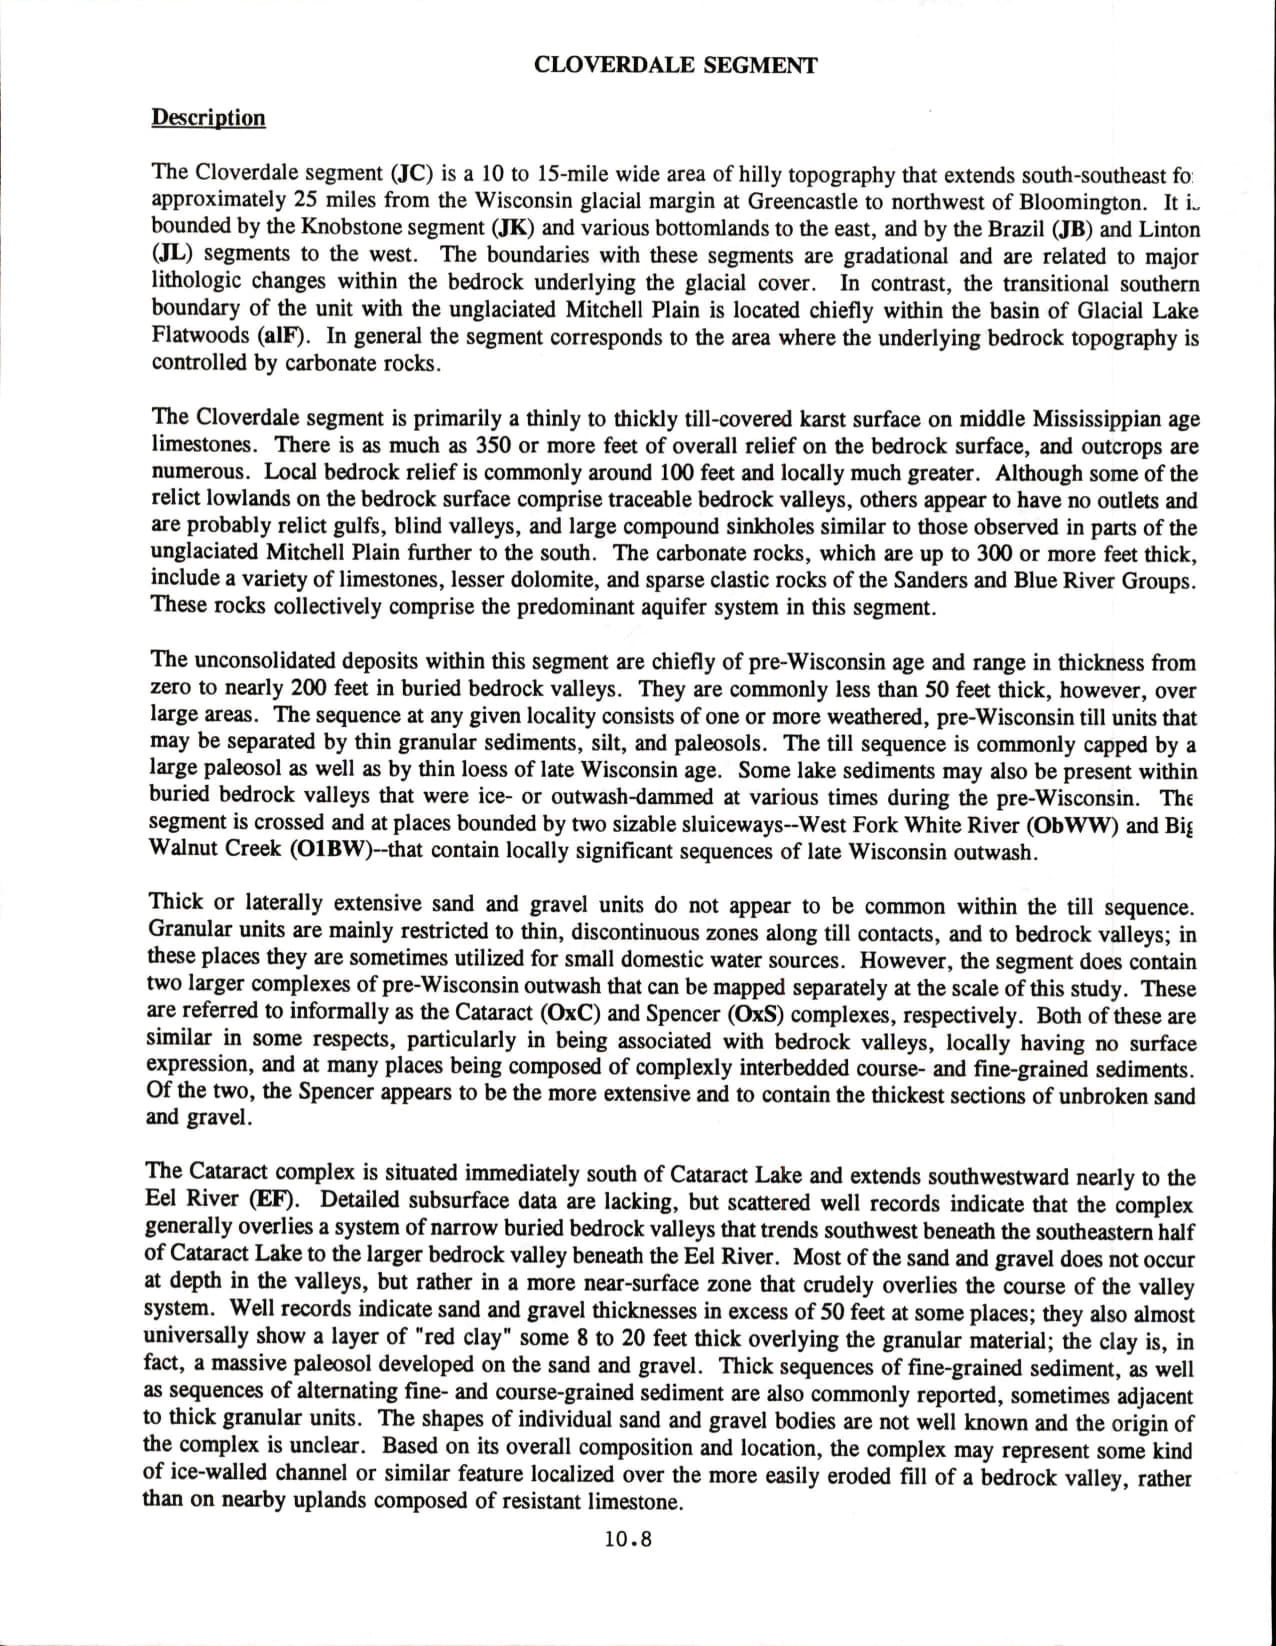 CLOVERDALE SEGMENT
Description
The Cloverdale segment (JC) is a 10 to 15-mile wide area of hilly topography that extends south-southeast fo
approximately 25 miles from the Wisconsin glacial margin at Greencastle to northwest of Bloomington. It i
bounded by the Knobstone segment (JK) and various bottomlands to the east, and by the Brazil (JB) and Linton
(JL) segments to the west. The boundaries with these segments are gradational and are related to major
lithologic changes within the bedrock underlying the glacial cover. In contrast, the transitional southern
boundary of the unit with the unglaciated Mitchell Plain is located chiefly within the basin of Glacial Lake
Flatwoods (alF). In general the segment corresponds to the area where the underlying bedrock topography is
controlled by carbonate rocks.
The Cloverdale segment is primarily a thinly to thickly till-covered karst surface on middle Mississippian age
limestones. There is as much as 350 or more feet of overall relief on the bedrock surface, and outcrops are
numerous. Local bedrock relief is commonly around 100 feet and locally much greater. Although some of the
relict lowlands on the bedrock surface comprise traceable bedrock valleys, others appear to have no outlets and
are probably relict gulfs, blind valleys, and large compound sinkholes similar to those observed in parts of the
unglaciated Mitchell Plain further to the south. The carbonate rocks, which are up to 300 or more feet thick,
include a variety of limestones, lesser dolomite, and sparse clastic rocks of the Sanders and Blue River Groups.
These rocks collectively comprise the predominant aquifer system in this segment.
The unconsolidated deposits within this segment are chiefly of pre-Wisconsin age and range in thickness from
zero to nearly 200 feet in buried bedrock valleys. They are commonly less than 50 feet thick, however, over
large areas. The sequence at any given locality consists of one or more weathered, pre-Wisconsin till units that
may be separated by thin granular sediments, silt, and paleosols. The till sequence is commonly capped by a
large paleosol as well as by thin loess of late Wisconsin age. Some lake sediments may also be present within
buried bedrock valleys that were ice- or outwash-dammed at various times during the pre-Wisconsin. The
segment is crossed and at places bounded by two sizable sluiceways--West Fork White River (ObWW) and Big
Walnut Creek (O1BW)--that contain locally significant sequences of late Wisconsin outwash.
Thick or laterally extensive sand and gravel units do not appear to be common within the till sequence.
Granular units are mainly restricted to thin, discontinuous zones along till contacts, and to bedrock valleys; in
these places they are sometimes utilized for small domestic water sources. However, the segment does contain
two larger complexes of pre-Wisconsin outwash that can be mapped separately at the scale of this study. These
are referred to informally as the Cataract (OxC) and Spencer (OxS) complexes, respectively. Both of these are
similar in some respects, particularly in being associated with bedrock valleys, locally having no surface
expression, and at many places being composed of complexly interbedded course- and fine-grained sediments.
Of the two, the Spencer appears to be the more extensive and to contain the thickest sections of unbroken sand
and gravel.
The Cataract complex is situated immediately south of Cataract Lake and extends southwestward nearly to the
Eel River (EF). Detailed subsurface data are lacking, but scattered well records indicate that the complex
generally overlies a system of narrow buried bedrock valleys that trends southwest beneath the southeastern half
of Cataract Lake to the larger bedrock valley beneath the Eel River. Most of the sand and gravel does not occur
at depth in the valleys, but rather in a more near-surface zone that crudely overlies the course of the valley
system. Well records indicate sand and gravel thicknesses in excess of 50 feet at some places; they also almost
universally show a layer of "red clay" some 8 to 20 feet thick overlying the granular material; the clay is, in
fact, a massive paleosol developed on the sand and gravel. Thick sequences of fine-grained sediment, as well
as sequences of alternating fine- and course-grained sediment are also commonly reported, sometimes adjacent
to thick granular units. The shapes of individual sand and gravel bodies are not well known and the origin of
the complex is unclear. Based on its overall composition and location, the complex may represent some kind
of ice-walled channel or similar feature localized over the more easily eroded fill of a bedrock valley, rather
than on nearby uplands composed of resistant limestone.
10.8